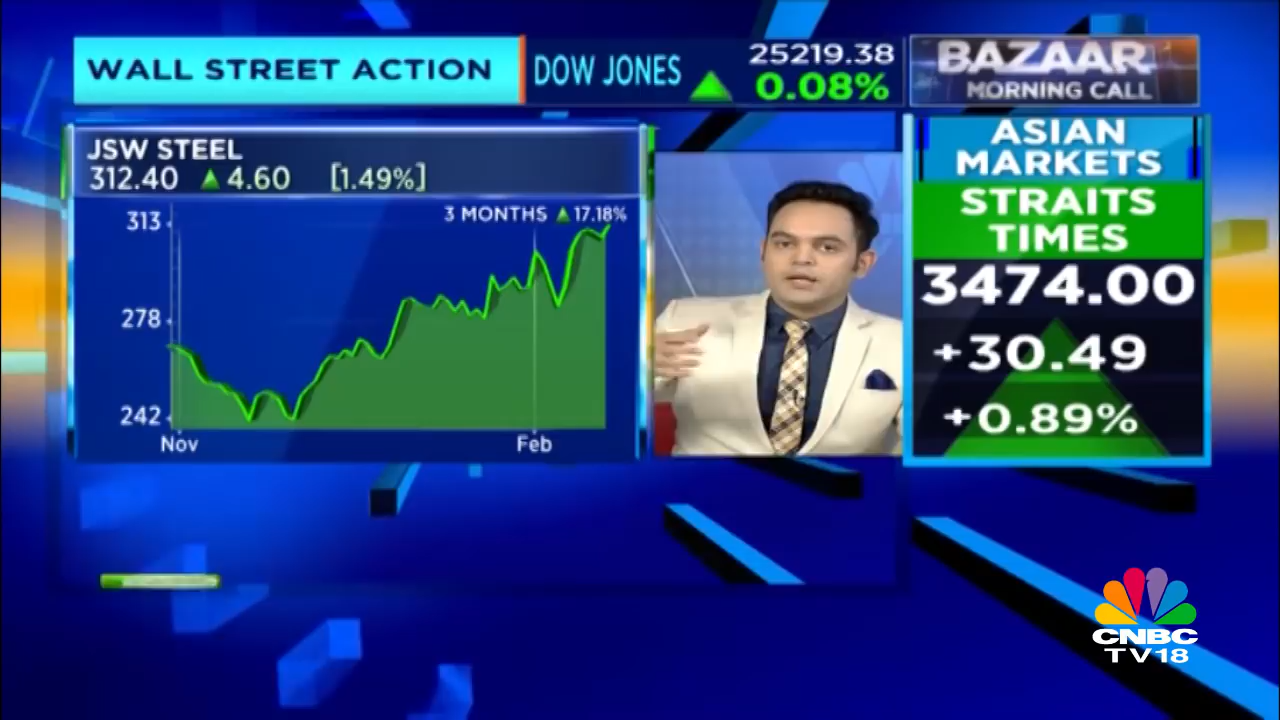 WALL STREET ACTION
DOW JONES
25219.38
0.08%
BAZAAR
MORNING CALL
JSW STEEL
312.40 ▲ 4.60 [1.49%]
3 MONTHS ▲ 17.18%
313
278
242
Nov
Feb
ASIAN
MARKETS
STRAITS
TIMES
3474.00
+30.49
+0.89%
CNBC
TV18